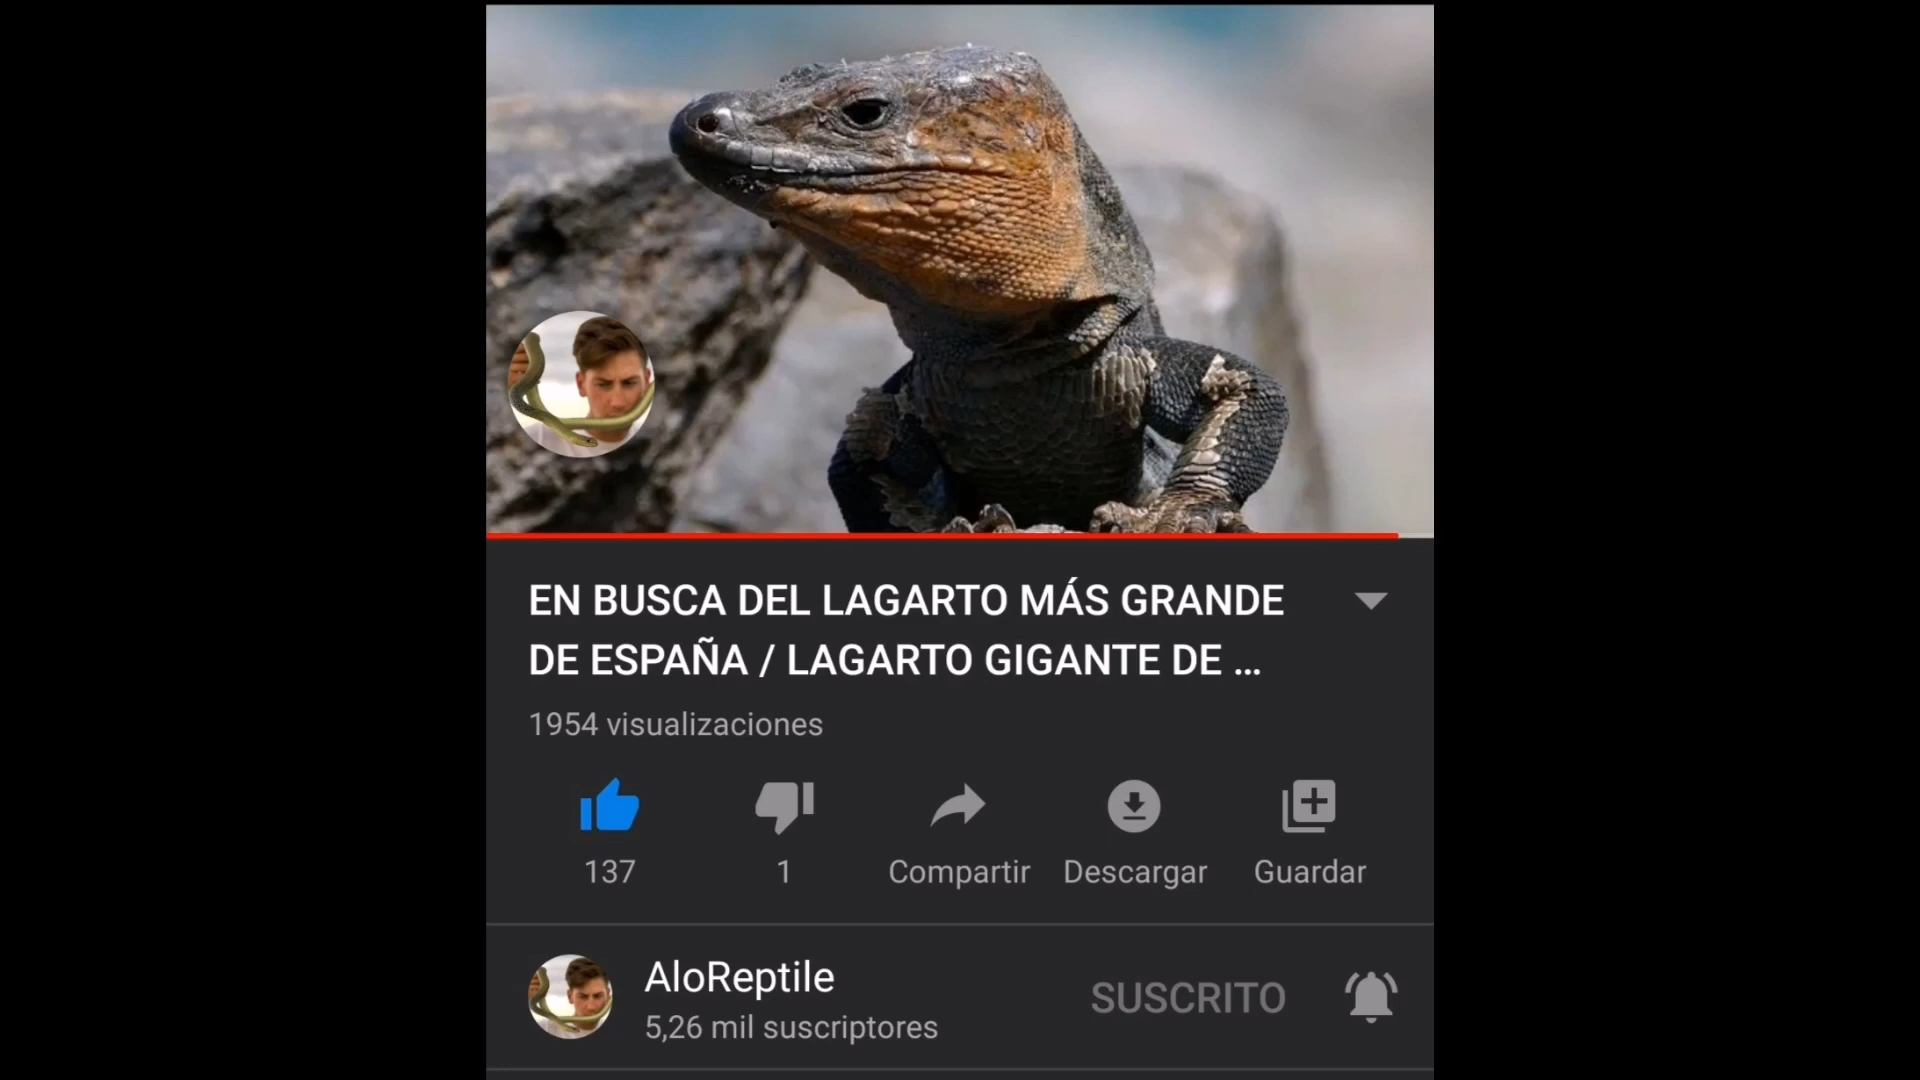 EN BUSCA DEL LAGARTO MÁS GRANDE
DE ESPAÑA / LAGARTO GIGANTE DE ...
1954 visualizaciones
137
1
Compartir
Descargar
Guardar
AloReptile
5,26 mil suscriptores
SUSCRITO